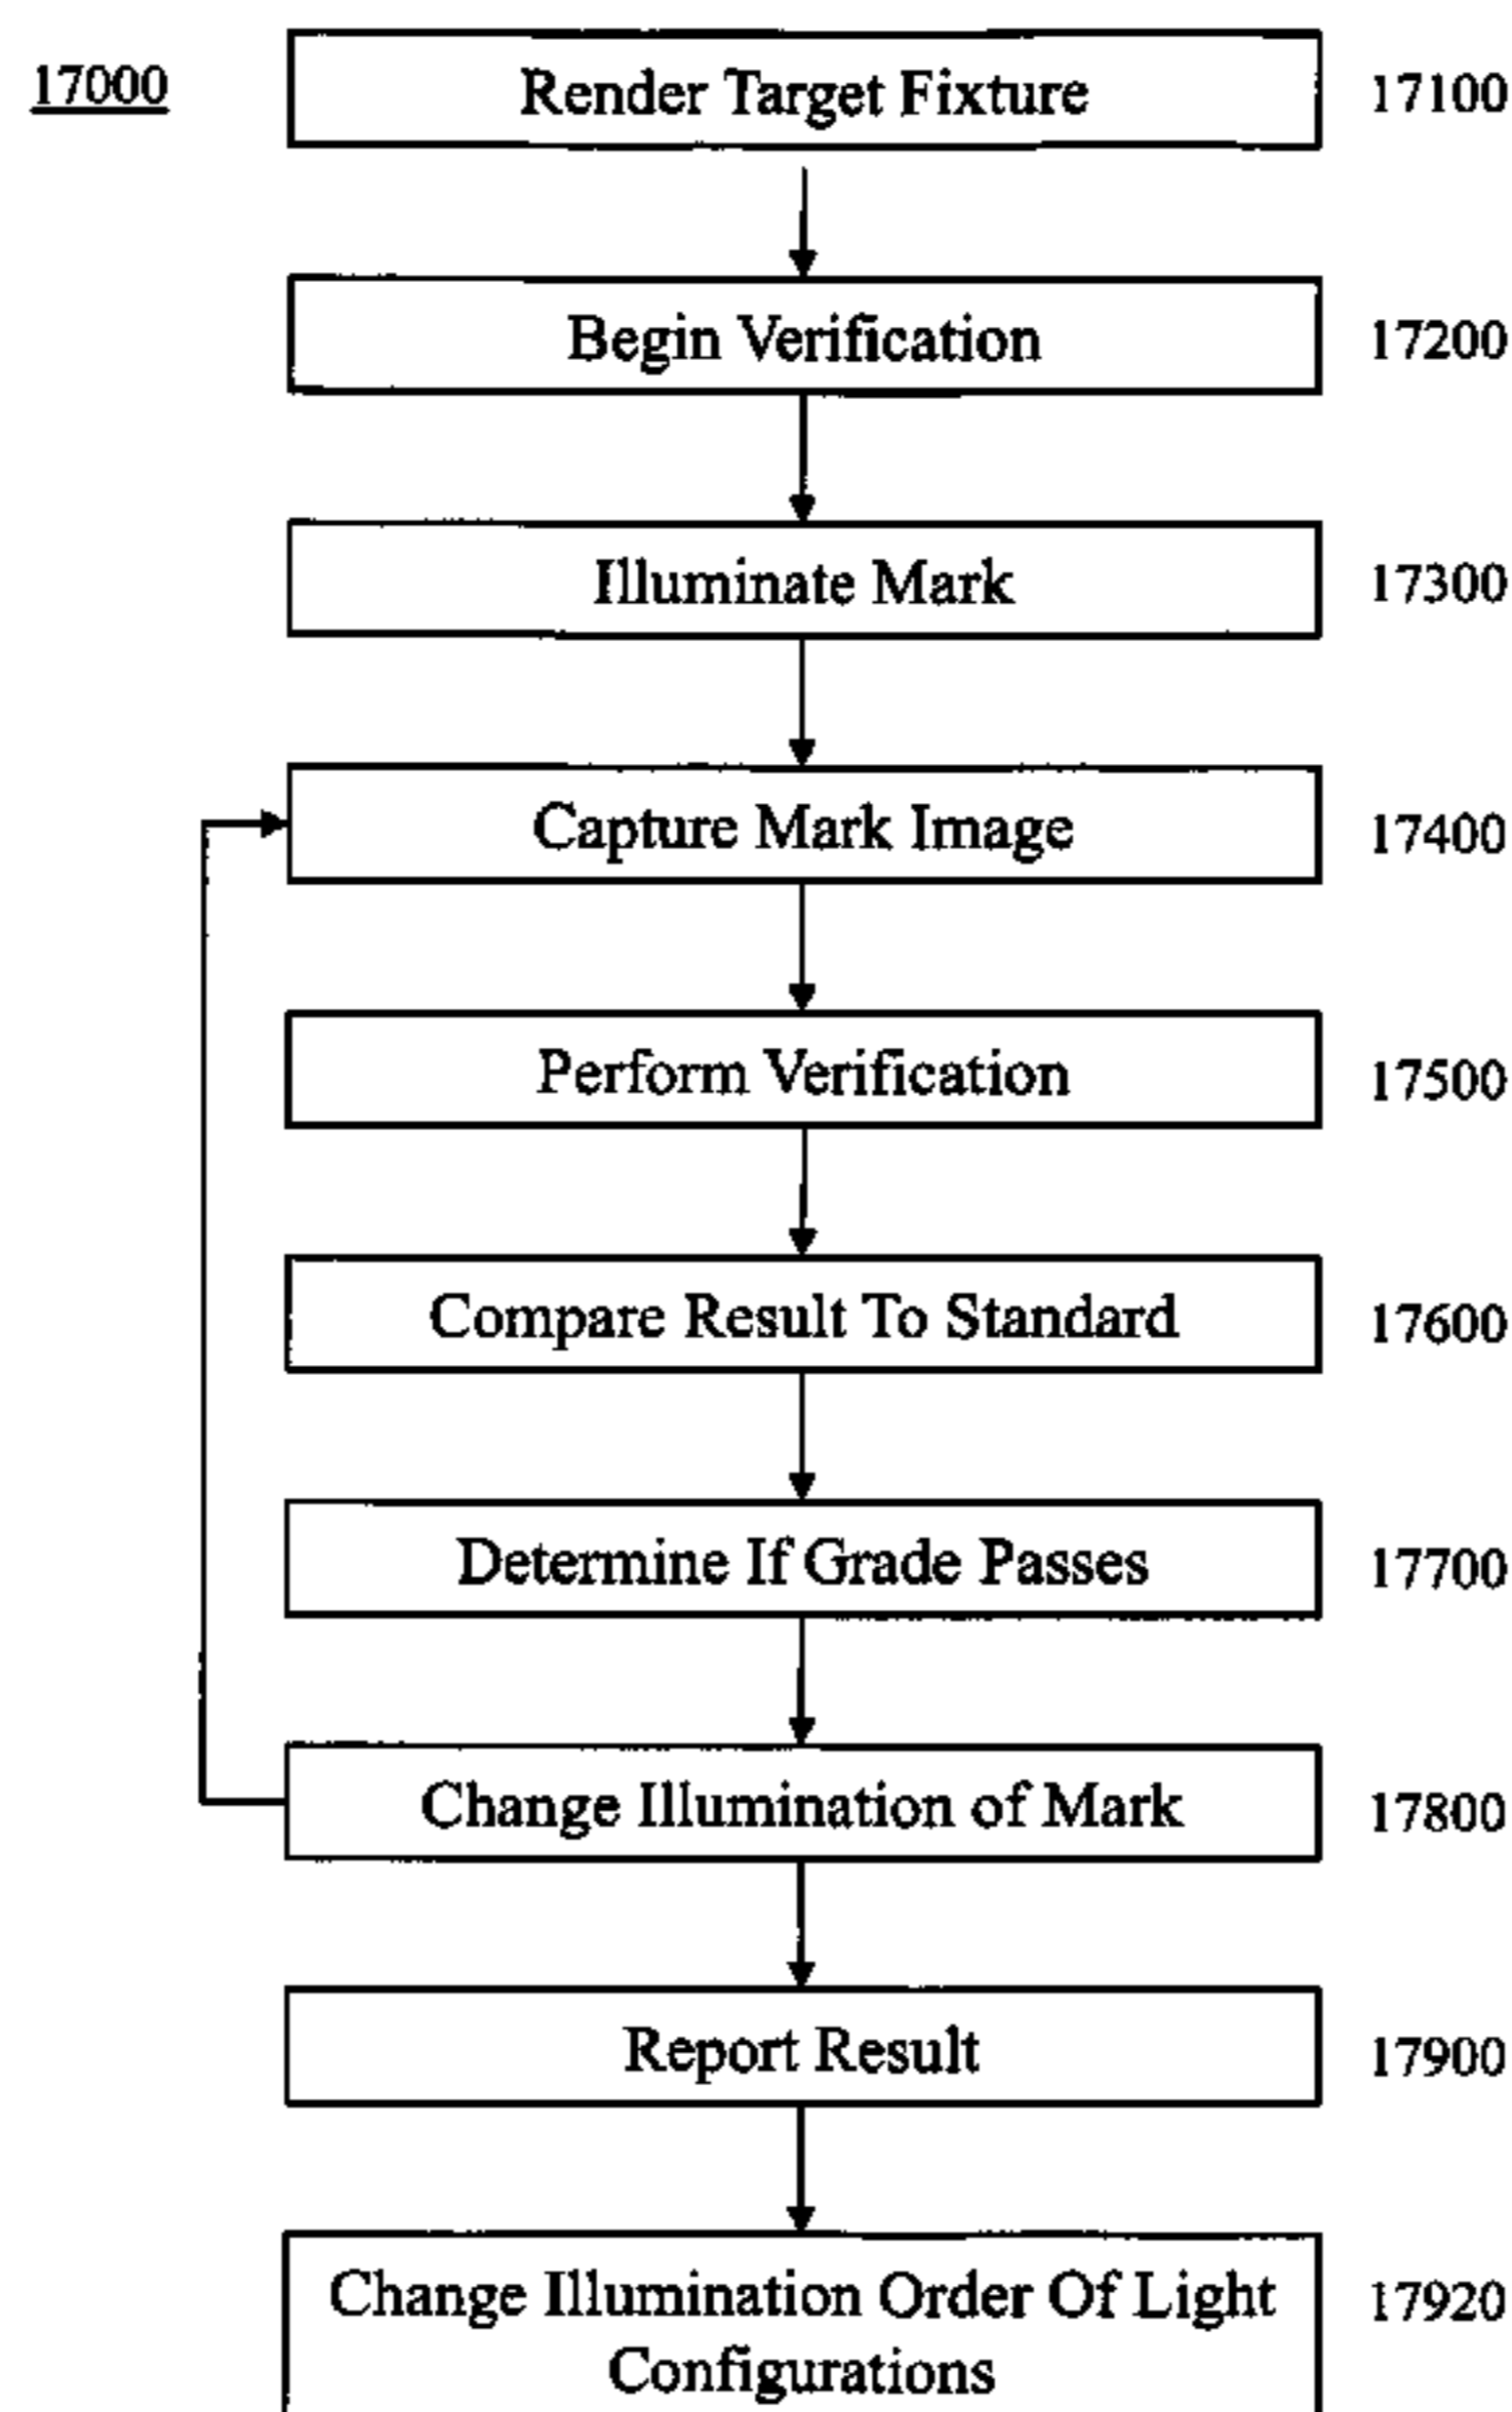 17000
Render Target Fixture 17100
Begin Verification 17200
Illuminate Mark 17300
Capture Mark Image 17400
Perform Verification 17500
Compare Result To Standard 17600
Determine If Grade Passes 17700
Change Illumination of Mark 17800
Report Result 17900
Change Illumination Order Of Light 17920
Configurations